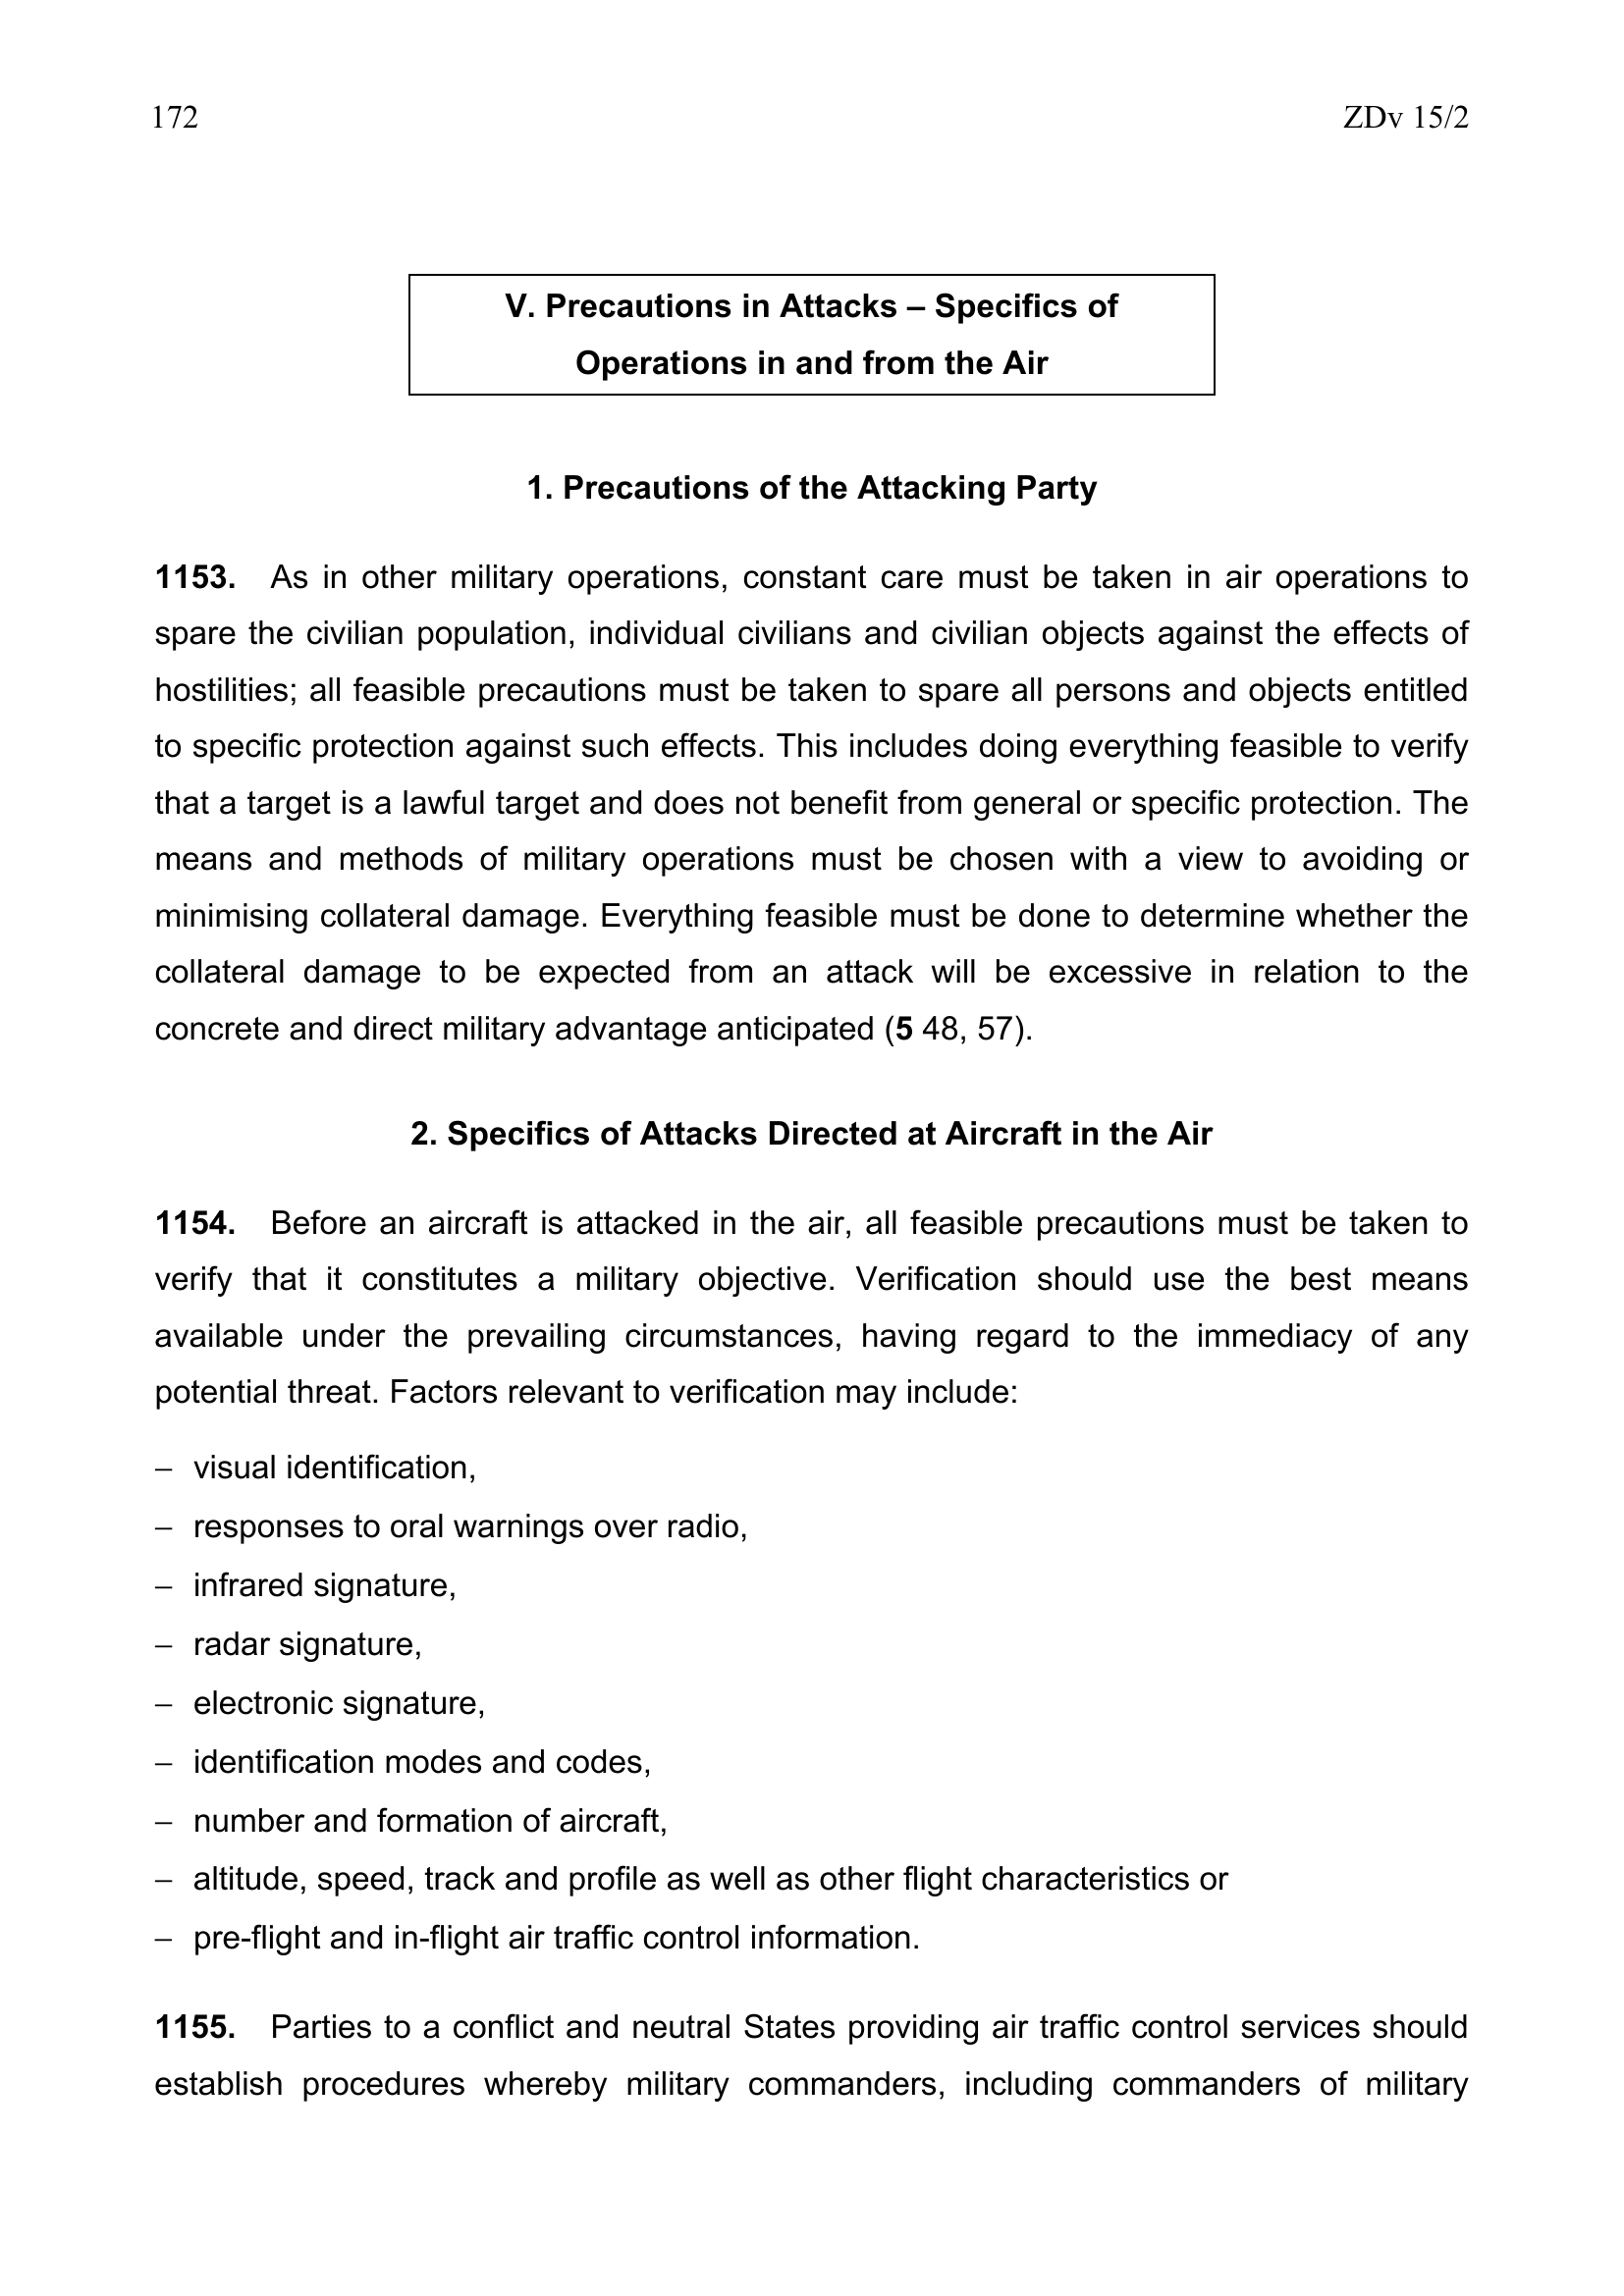 172 ZDv 15/2
V. Precautions in Attacks – Specifics of
Operations in and from the Air
1. Precautions of the Attacking Party
1153. As in other military operations, constant care must be taken in air operations to
spare the civilian population, individual civilians and civilian objects against the effects of
hostilities; all feasible precautions must be taken to spare all persons and objects entitled
to specific protection against such effects. This includes doing everything feasible to verify
that a target is a lawful target and does not benefit from general or specific protection. The
means and methods of military operations must be chosen with a view to avoiding or
minimising collateral damage. Everything feasible must be done to determine whether the
collateral damage to be expected from an attack will be excessive in relation to the
concrete and direct military advantage anticipated (5 48, 57).
2. Specifics of Attacks Directed at Aircraft in the Air
1154. Before an aircraft is attacked in the air, all feasible precautions must be taken to
verify that it constitutes a military objective. Verification should use the best means
available under the prevailing circumstances, having regard to the immediacy of any
potential threat. Factors relevant to verification may include:
– visual identification,
– responses to oral warnings over radio,
– infrared signature,
– radar signature,
– electronic signature,
– identification modes and codes,
– number and formation of aircraft,
– altitude, speed, track and profile as well as other flight characteristics or
– pre-flight and in-flight air traffic control information.
1155. Parties to a conflict and neutral States providing air traffic control services should
establish procedures whereby military commanders, including commanders of military